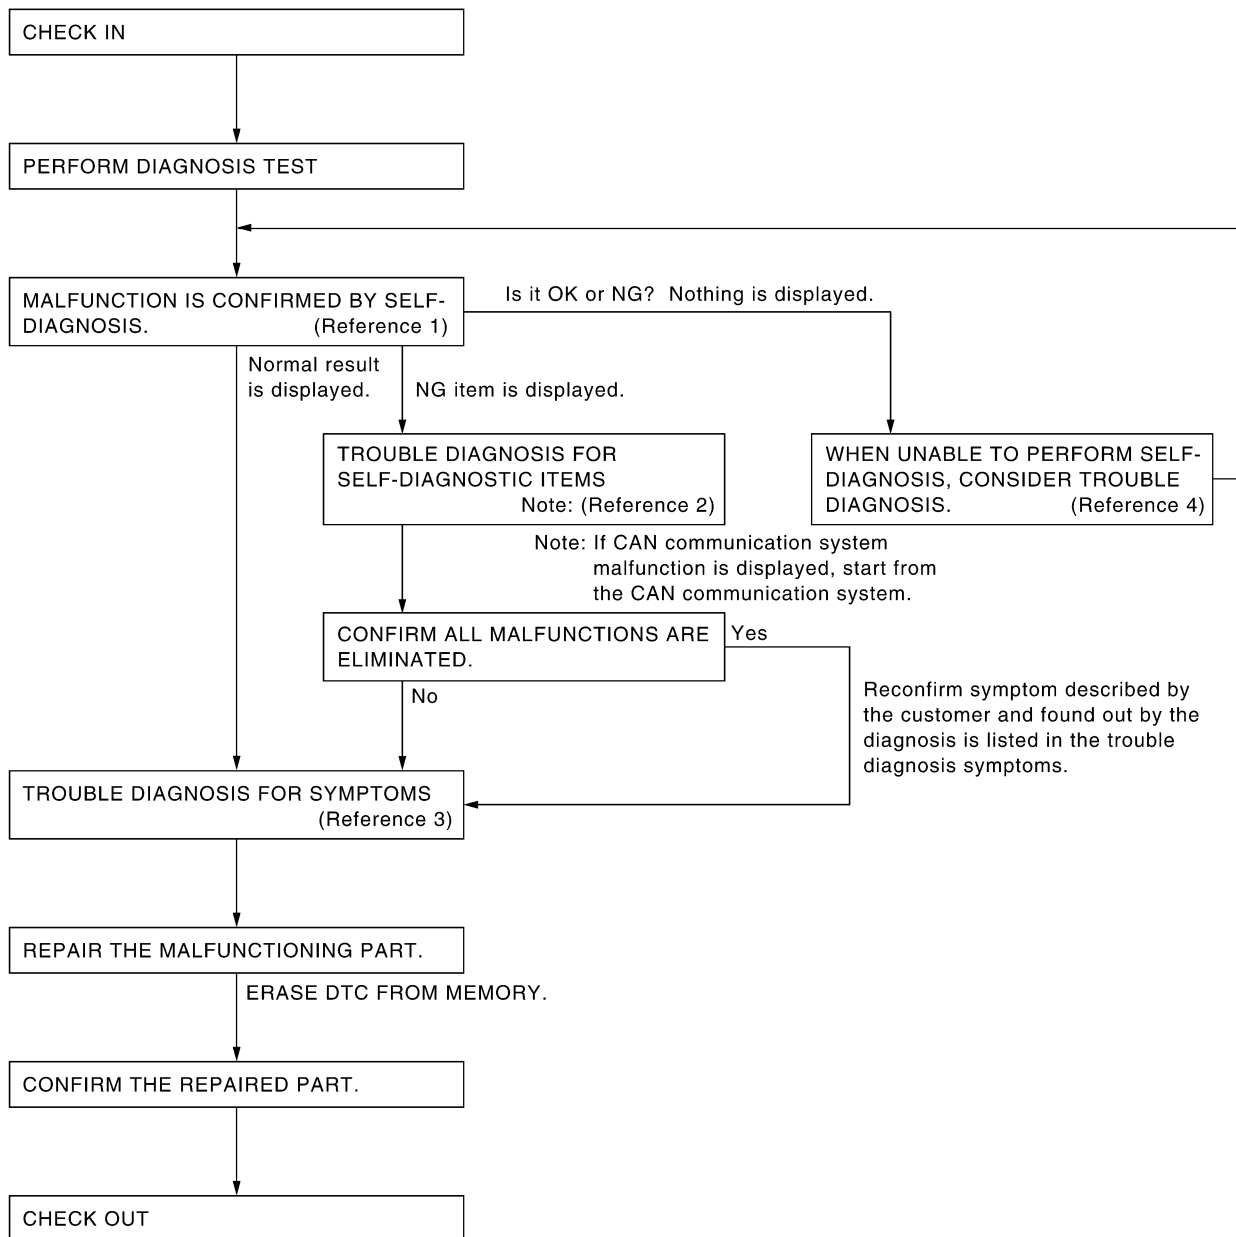 CHECK IN
PERFORM DIAGNOSIS TEST
MALFUNCTION IS CONFIRMED BY SELF-
DIAGNOSIS. (Reference 1)
Is it OK or NG? Nothing is displayed.
Normal result
is displayed.
NG item is displayed.
TROUBLE DIAGNOSIS FOR
SELF-DIAGNOSTIC ITEMS
Note: (Reference 2)
WHEN UNABLE TO PERFORM SELF-
DIAGNOSIS, CONSIDER TROUBLE
DIAGNOSIS. (Reference 4)
Note: If CAN communication system
malfunction is displayed, start from
the CAN communication system.
CONFIRM ALL MALFUNCTIONS ARE
ELIMINATED.
Yes
No
Reconfirm symptom described by
the customer and found out by the
diagnosis is listed in the trouble
diagnosis symptoms.
TROUBLE DIAGNOSIS FOR SYMPTOMS
(Reference 3)
REPAIR THE MALFUNCTIONING PART.
ERASE DTC FROM MEMORY.
CONFIRM THE REPAIRED PART.
CHECK OUT